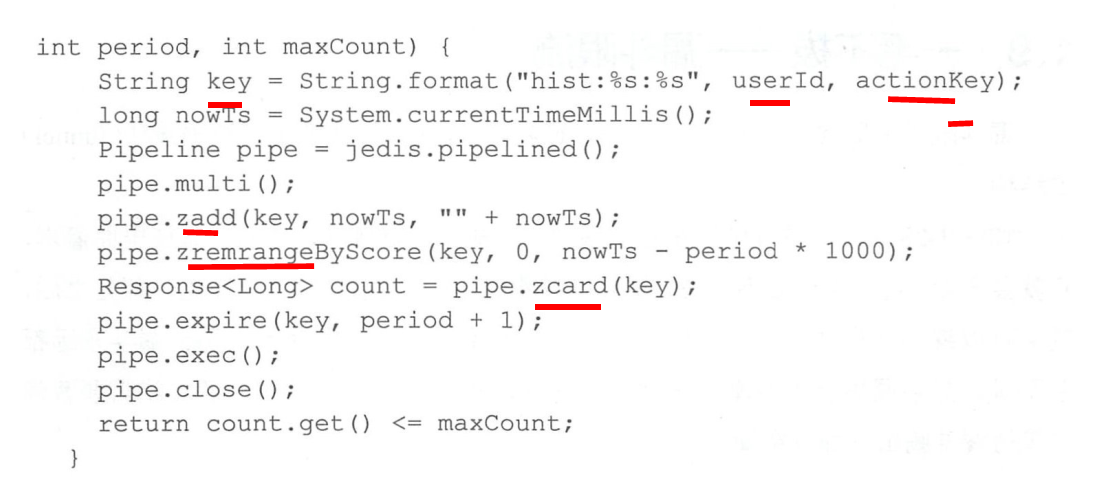 int period, int maxCount) {
String key = String.format("hist:%s:%s", userId, actionKey);
long nowTs = System.currentTimeMillis();
Pipeline pipe = jedis.pipelined();
pipe.multi();
pipe.zadd(key, nowTs, "" + nowTs);
pipe.zremrangeByScore(key, 0, nowTs - period * 1000);
Response<Long> count = pipe.zcard(key);
pipe.expire(key, period + 1);
pipe.exec();
pipe.close();
return count.get() <= maxCount;
}